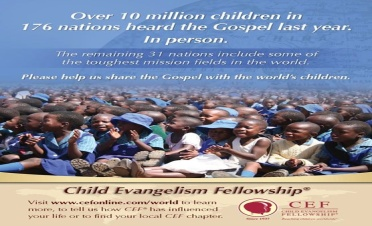 Over 10 million children in
176 nations heard the Gospel last year.
In person.
The remaining 31 nations include some of
the toughest mission fields in the world.
Please help us share the Gospel with the world's children.
Child Evangelism Fellowship®
Visit www.cefonline.com/world to learn
more, to tell us how CEF® has influenced
your life or to find your local CEF chapter.
CEF
CHILD EVANGELISM
FELLOWSHIP®
Since 1937